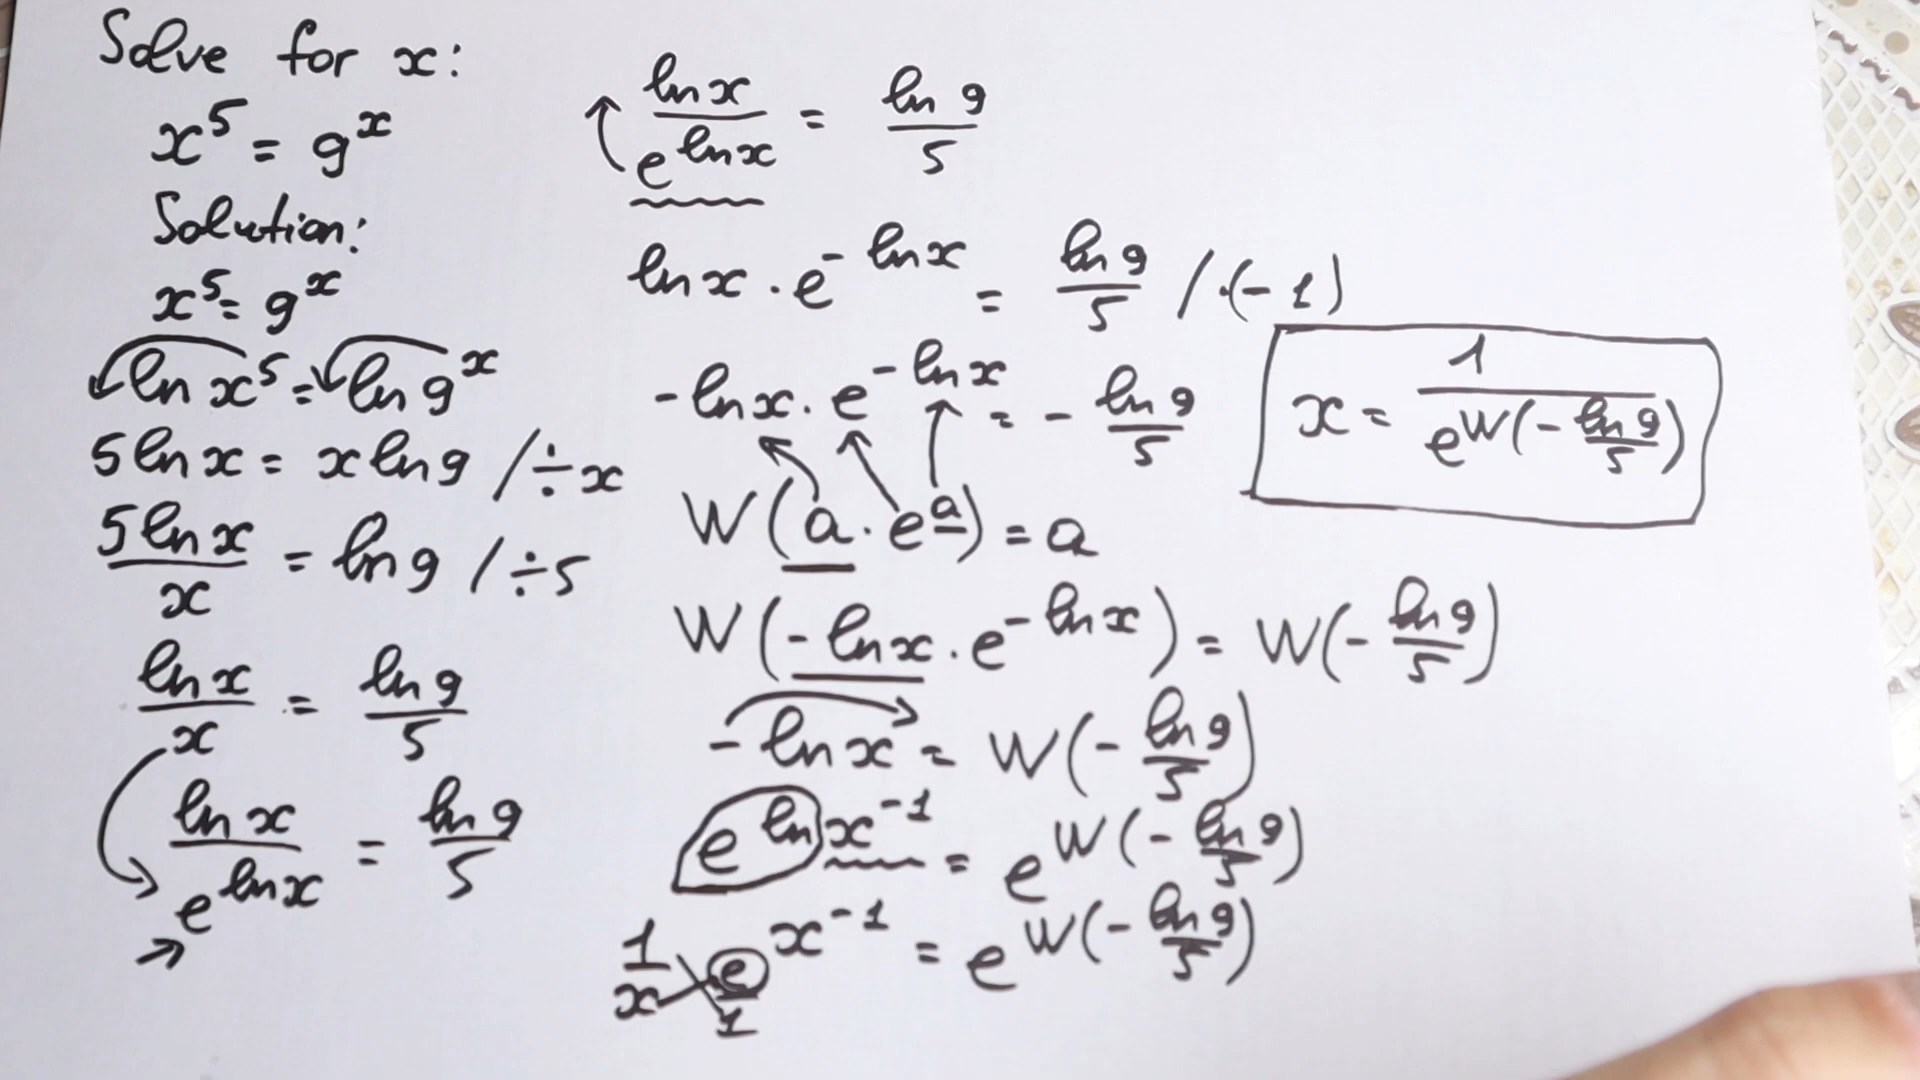 Solve for x:
x^5 = 9^x
Solution:
x^5 = 9^x
ln x^5 = ln 9^x
5 ln x = x ln 9 / ÷ x
5 ln x / x = ln 9 / ÷ 5
ln x / x = ln 9 / 5
ln x / e^(ln x) = ln 9 / 5
ln x / e^(ln x) = ln 9 / 5
ln x · e^(- ln x) = ln 9 / 5 / ·(-1)
- ln x · e^(- ln x) = - ln 9 / 5
W(a · e^a) = a
W(- ln x · e^(- ln x)) = W(- ln 9 / 5)
- ln x = W(- ln 9 / 5)
e^(ln x^-1) = e^(W(- ln 9 / 5))
x^-1 = e^(W(- ln 9 / 5))
1 / x e / 1
x = 1 / e^(W(- ln 9 / 5))